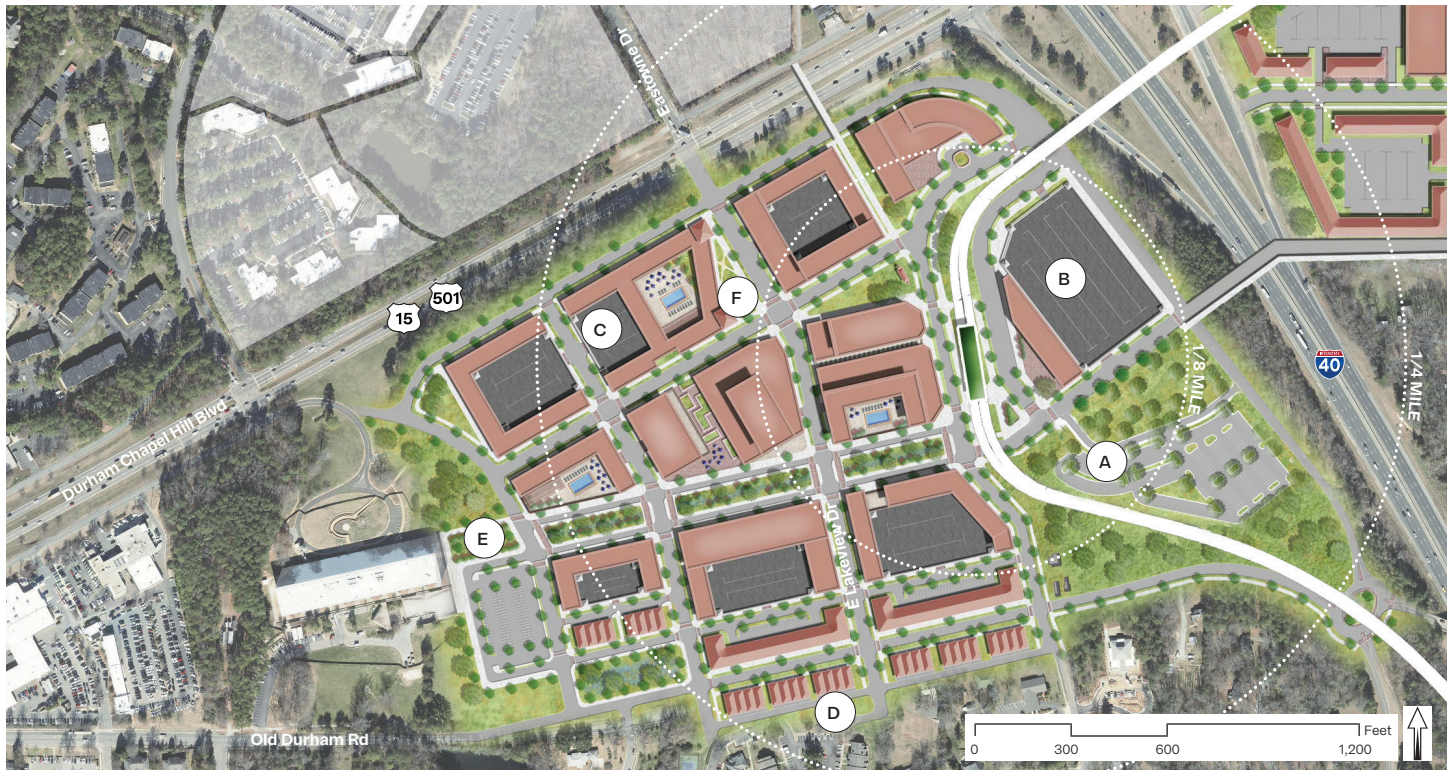 Eastowne Dr
15
501
Durham Chapel Hill Blvd
A
B
C
D
E
F
1/8 MILE
1/4 MILE
INTERSTATE
40
E Lakeview Dr
Old Durham Rd
Feet
0
300
600
1,200